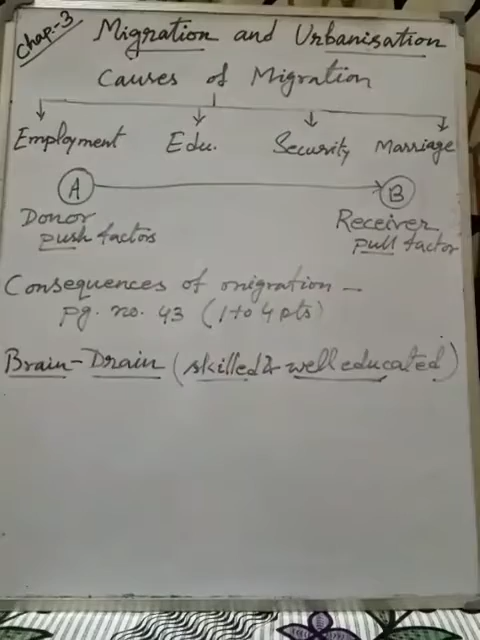 Chap-3 Migration and Urbanisation
Causes of Migration
Employment Edu. Security Marriage
A B
Donor Receiver
push factors pull factor
Consequences of migration –
pg. no. 43 (1 to 4 pts)
Brain-Drain (skilled & well educated)